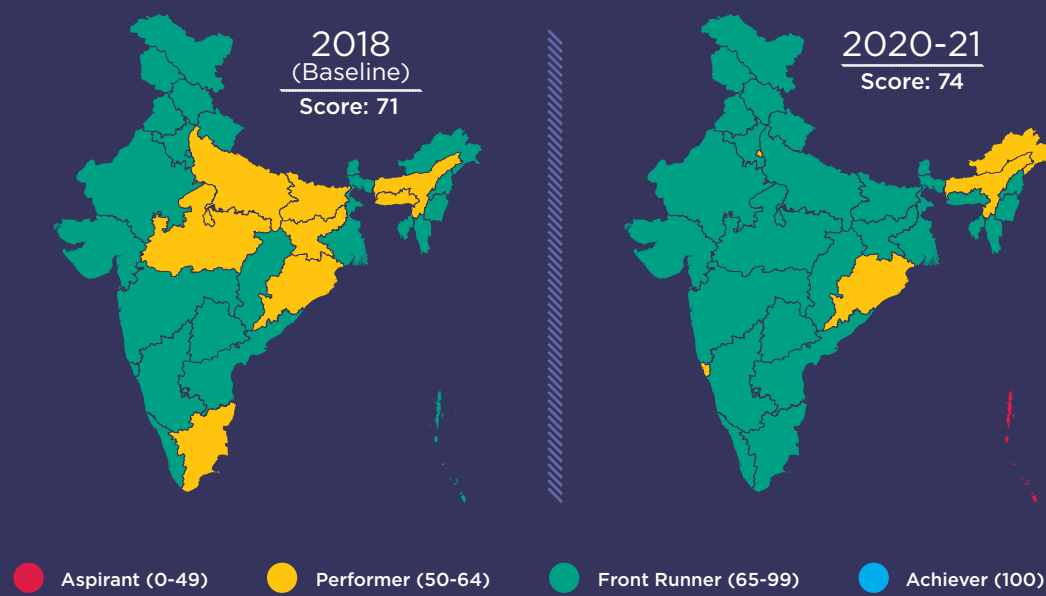 2018
(Baseline)
Score: 71
2020-21
Score: 74
Aspirant (0-49)
Performer (50-64)
Front Runner (65-99)
Achiever (100)